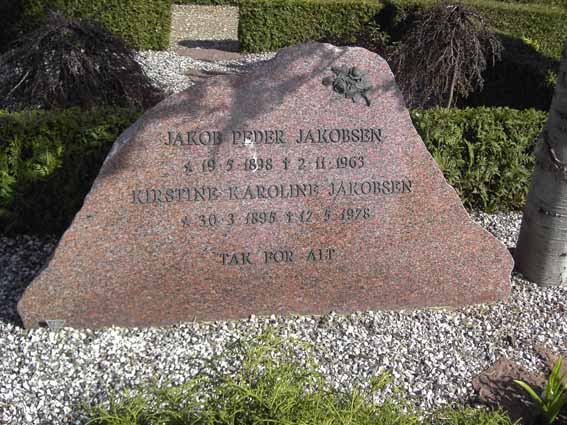 JAKOB PEDER JAKOBSEN
* 19·5·1898 † 2·11·1963
KIRSTINE KAROLINE JAKOBSEN
* 30·3·1895 † 17·5·1978
TAK FOR ALT